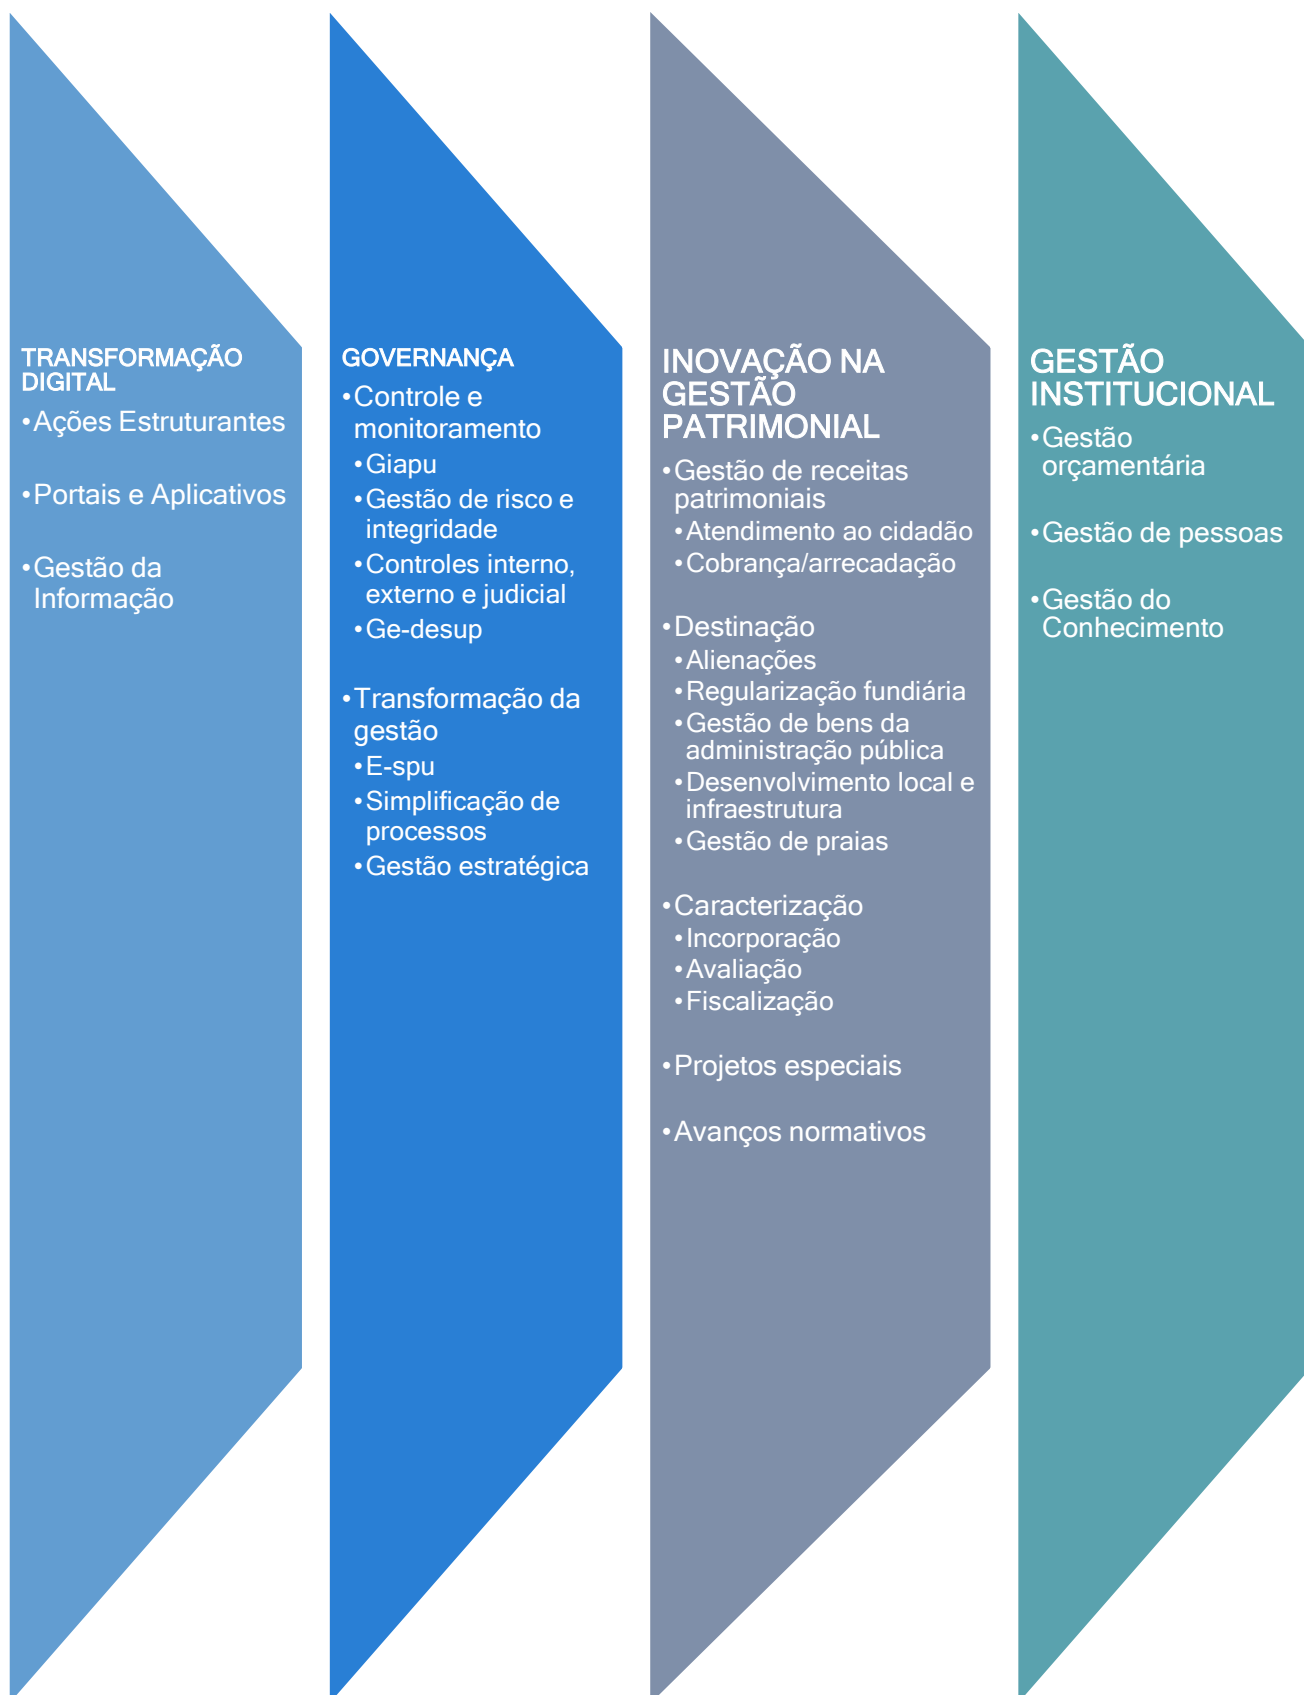 TRANSFORMAÇÃO
DIGITAL
•Ações Estruturantes
•Portais e Aplicativos
•Gestão da
Informação
GOVERNANÇA
•Controle e
monitoramento
•Giapu
•Gestão de risco e
integridade
•Controles interno,
externo e judicial
•Ge-desup
•Transformação da
gestão
•E-spu
•Simplificação de
processos
•Gestão estratégica
INOVAÇÃO NA
GESTÃO
PATRIMONIAL
•Gestão de receitas
patrimoniais
•Atendimento ao cidadão
•Cobrança/arrecadação
•Destinação
•Alienações
•Regularização fundiária
•Gestão de bens da
administração pública
•Desenvolvimento local e
infraestrutura
•Gestão de praias
•Caracterização
•Incorporação
•Avaliação
•Fiscalização
•Projetos especiais
•Avanços normativos
GESTÃO
INSTITUCIONAL
•Gestão
orçamentária
•Gestão de pessoas
•Gestão do
Conhecimento